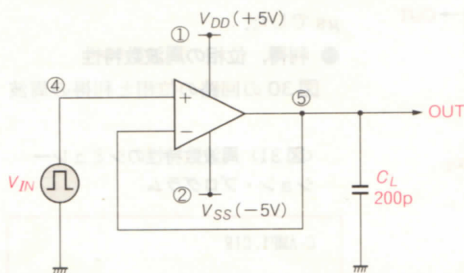 ① V_DD(+5V)
④
+
⑤
OUT
−
V_IN
C_L
200p
②
V_SS(−5V)